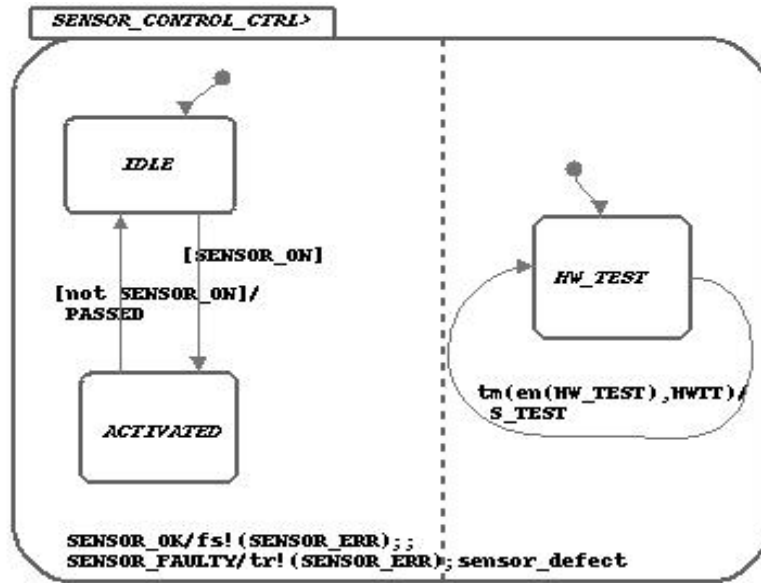 SENSOR_CONTROL_CTRL>
IDLE
[SENSOR_ON]
[not SENSOR_ON]/
PASSED
ACTIVATED
HW_TEST
tm(en(HW_TEST),HWTT)/
S_TEST
SENSOR_OK/fs!(SENSOR_ERR);;
SENSOR_FAULTY/tr!(SENSOR_ERR);sensor_defect